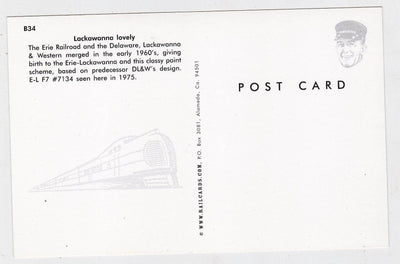 B34
Lackawanna lovely
The Erie Railroad and the Delaware, Lackawanna
& Western merged in the early 1960's, giving
birth to the Erie-Lackawanna and this classy paint
scheme, based on predecessor DL&W's design.
E-L F7 #7134 seen here in 1975.
© WWW.RAILCARDS.COM, P.O. Box 3081, Alameda, Ca. 94501
POST CARD